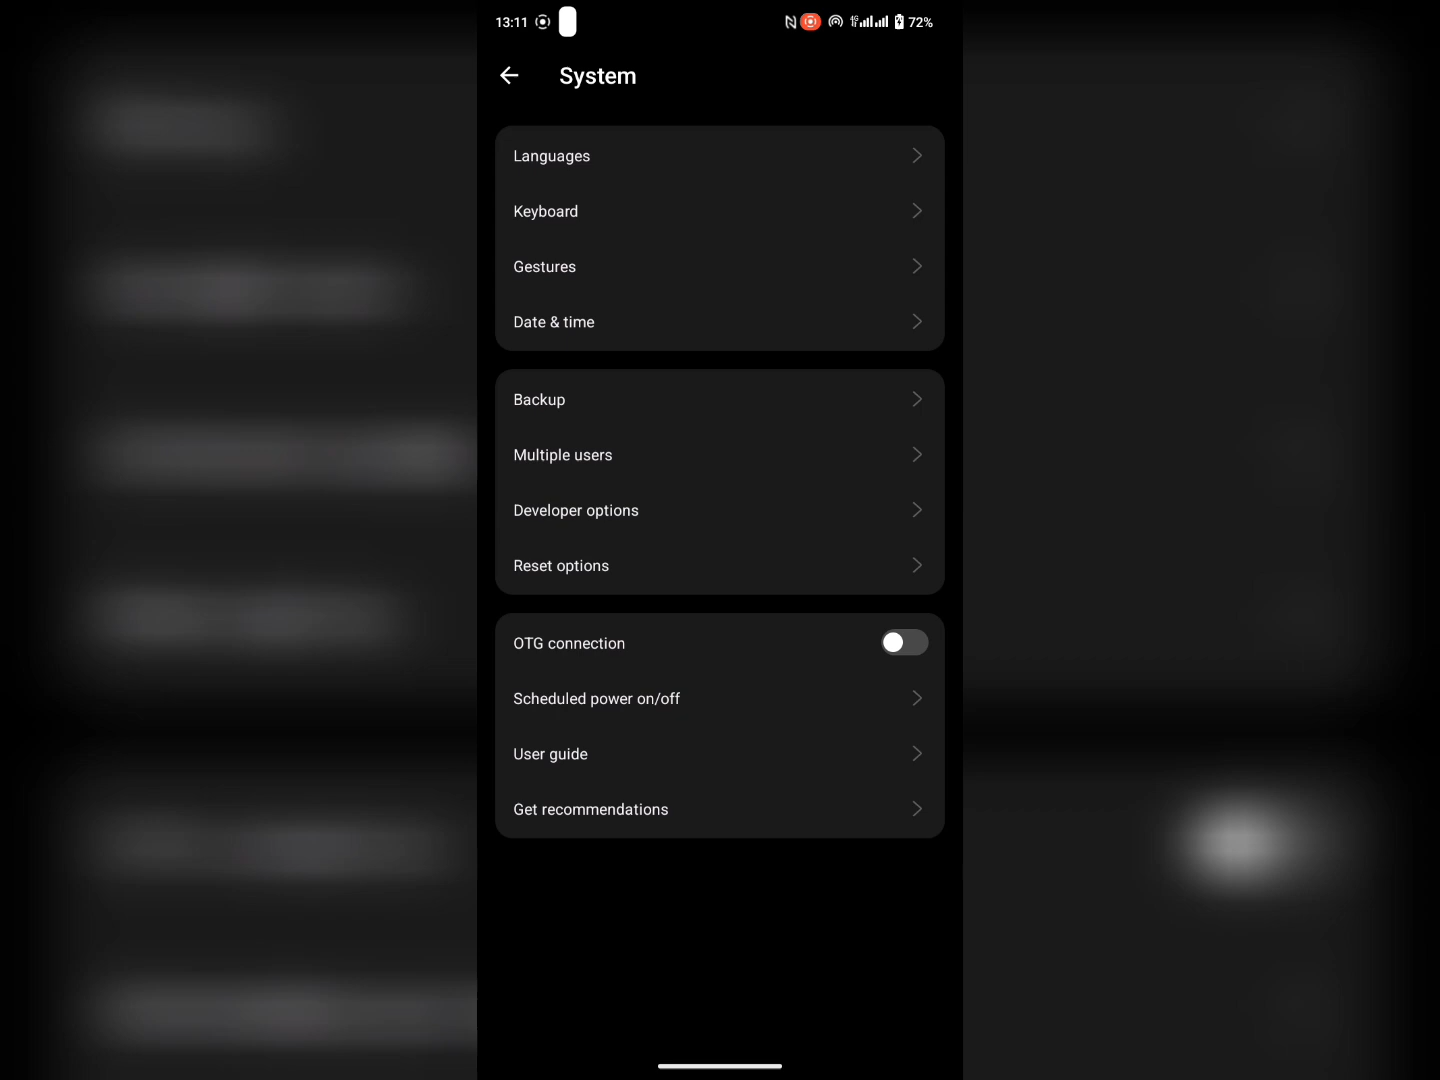 13:11 4G 72%
System
Languages
Keyboard
Gestures
Date & time
Backup
Multiple users
Developer options
Reset options
OTG connection
Scheduled power on/off
User guide
Get recommendations